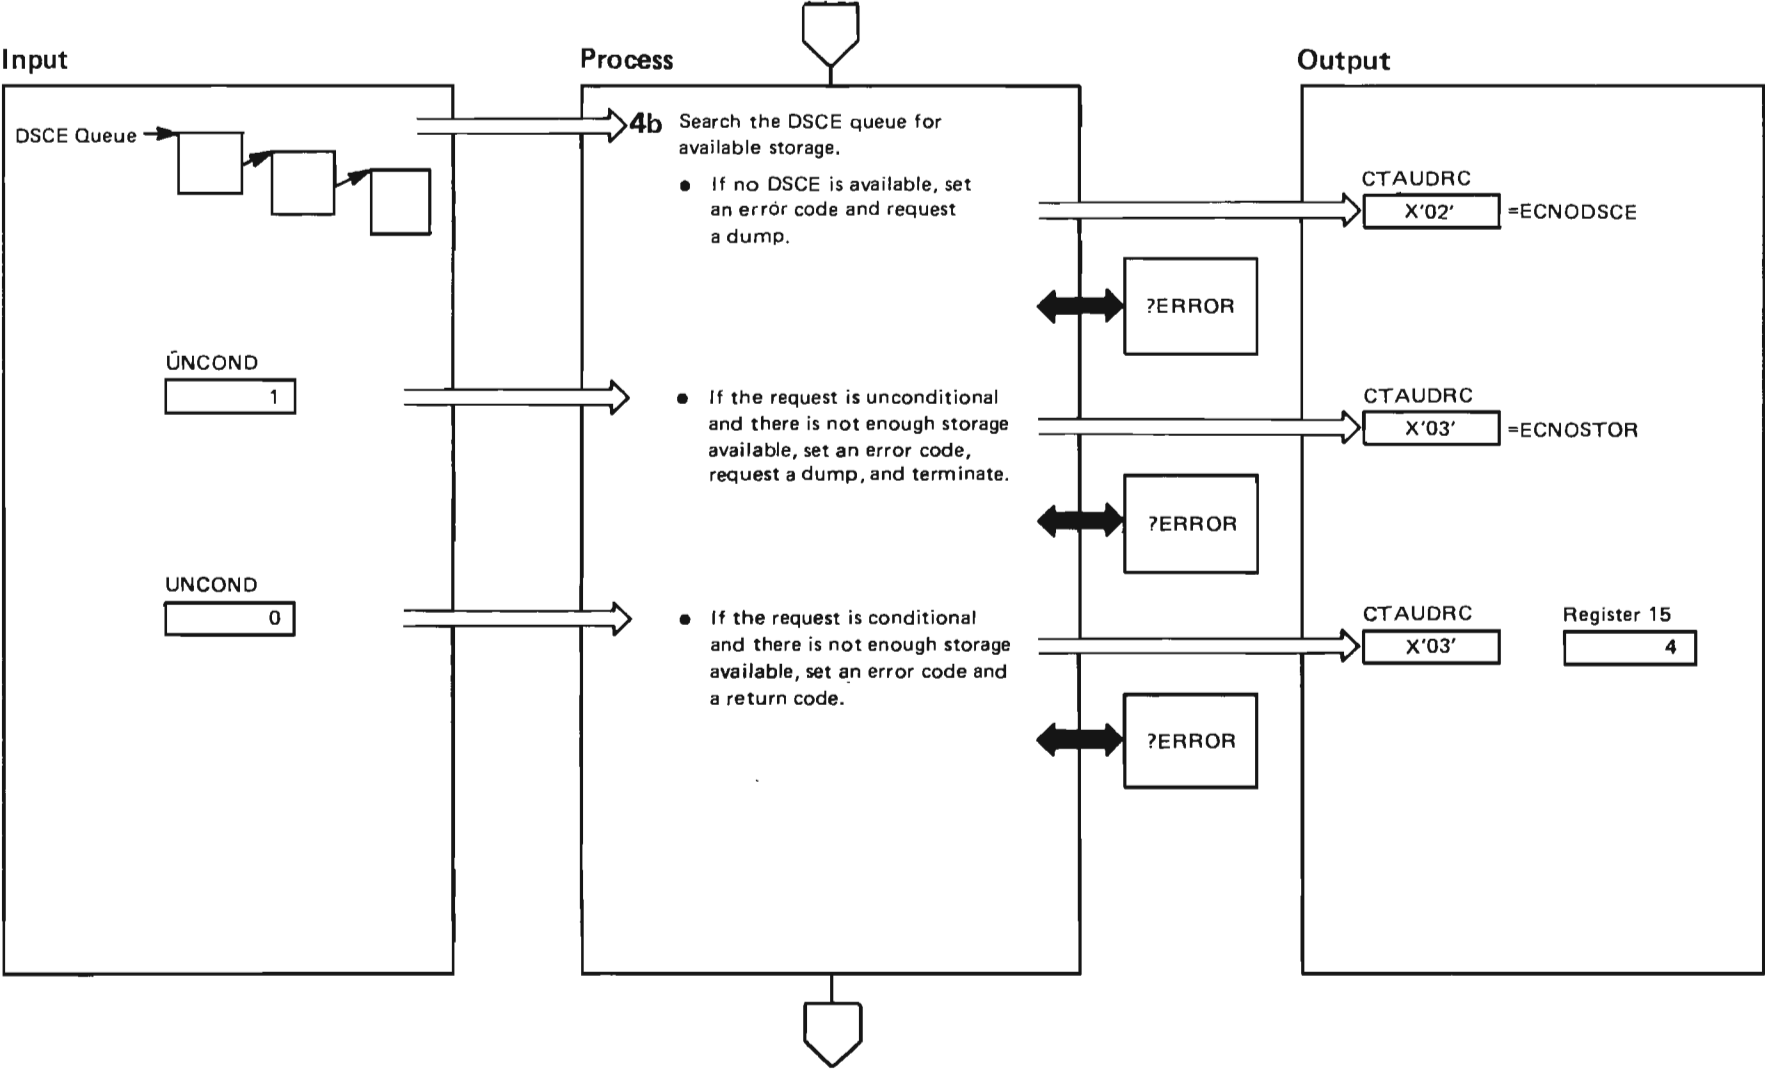 Input
Process
Output
DSCE Queue
4b Search the DSCE queue for
available storage.
• If no DSCE is available, set
an error code and request
a dump.
CTAUDRC
X'02' =ECNODSCE
?ERROR
UNCOND
1
• If the request is unconditional
and there is not enough storage
available, set an error code,
request a dump, and terminate.
CTAUDRC
X'03' =ECNOSTOR
?ERROR
UNCOND
0
• If the request is conditional
and there is not enough storage
available, set an error code and
a return code.
CTAUDRC
X'03'
Register 15
4
?ERROR